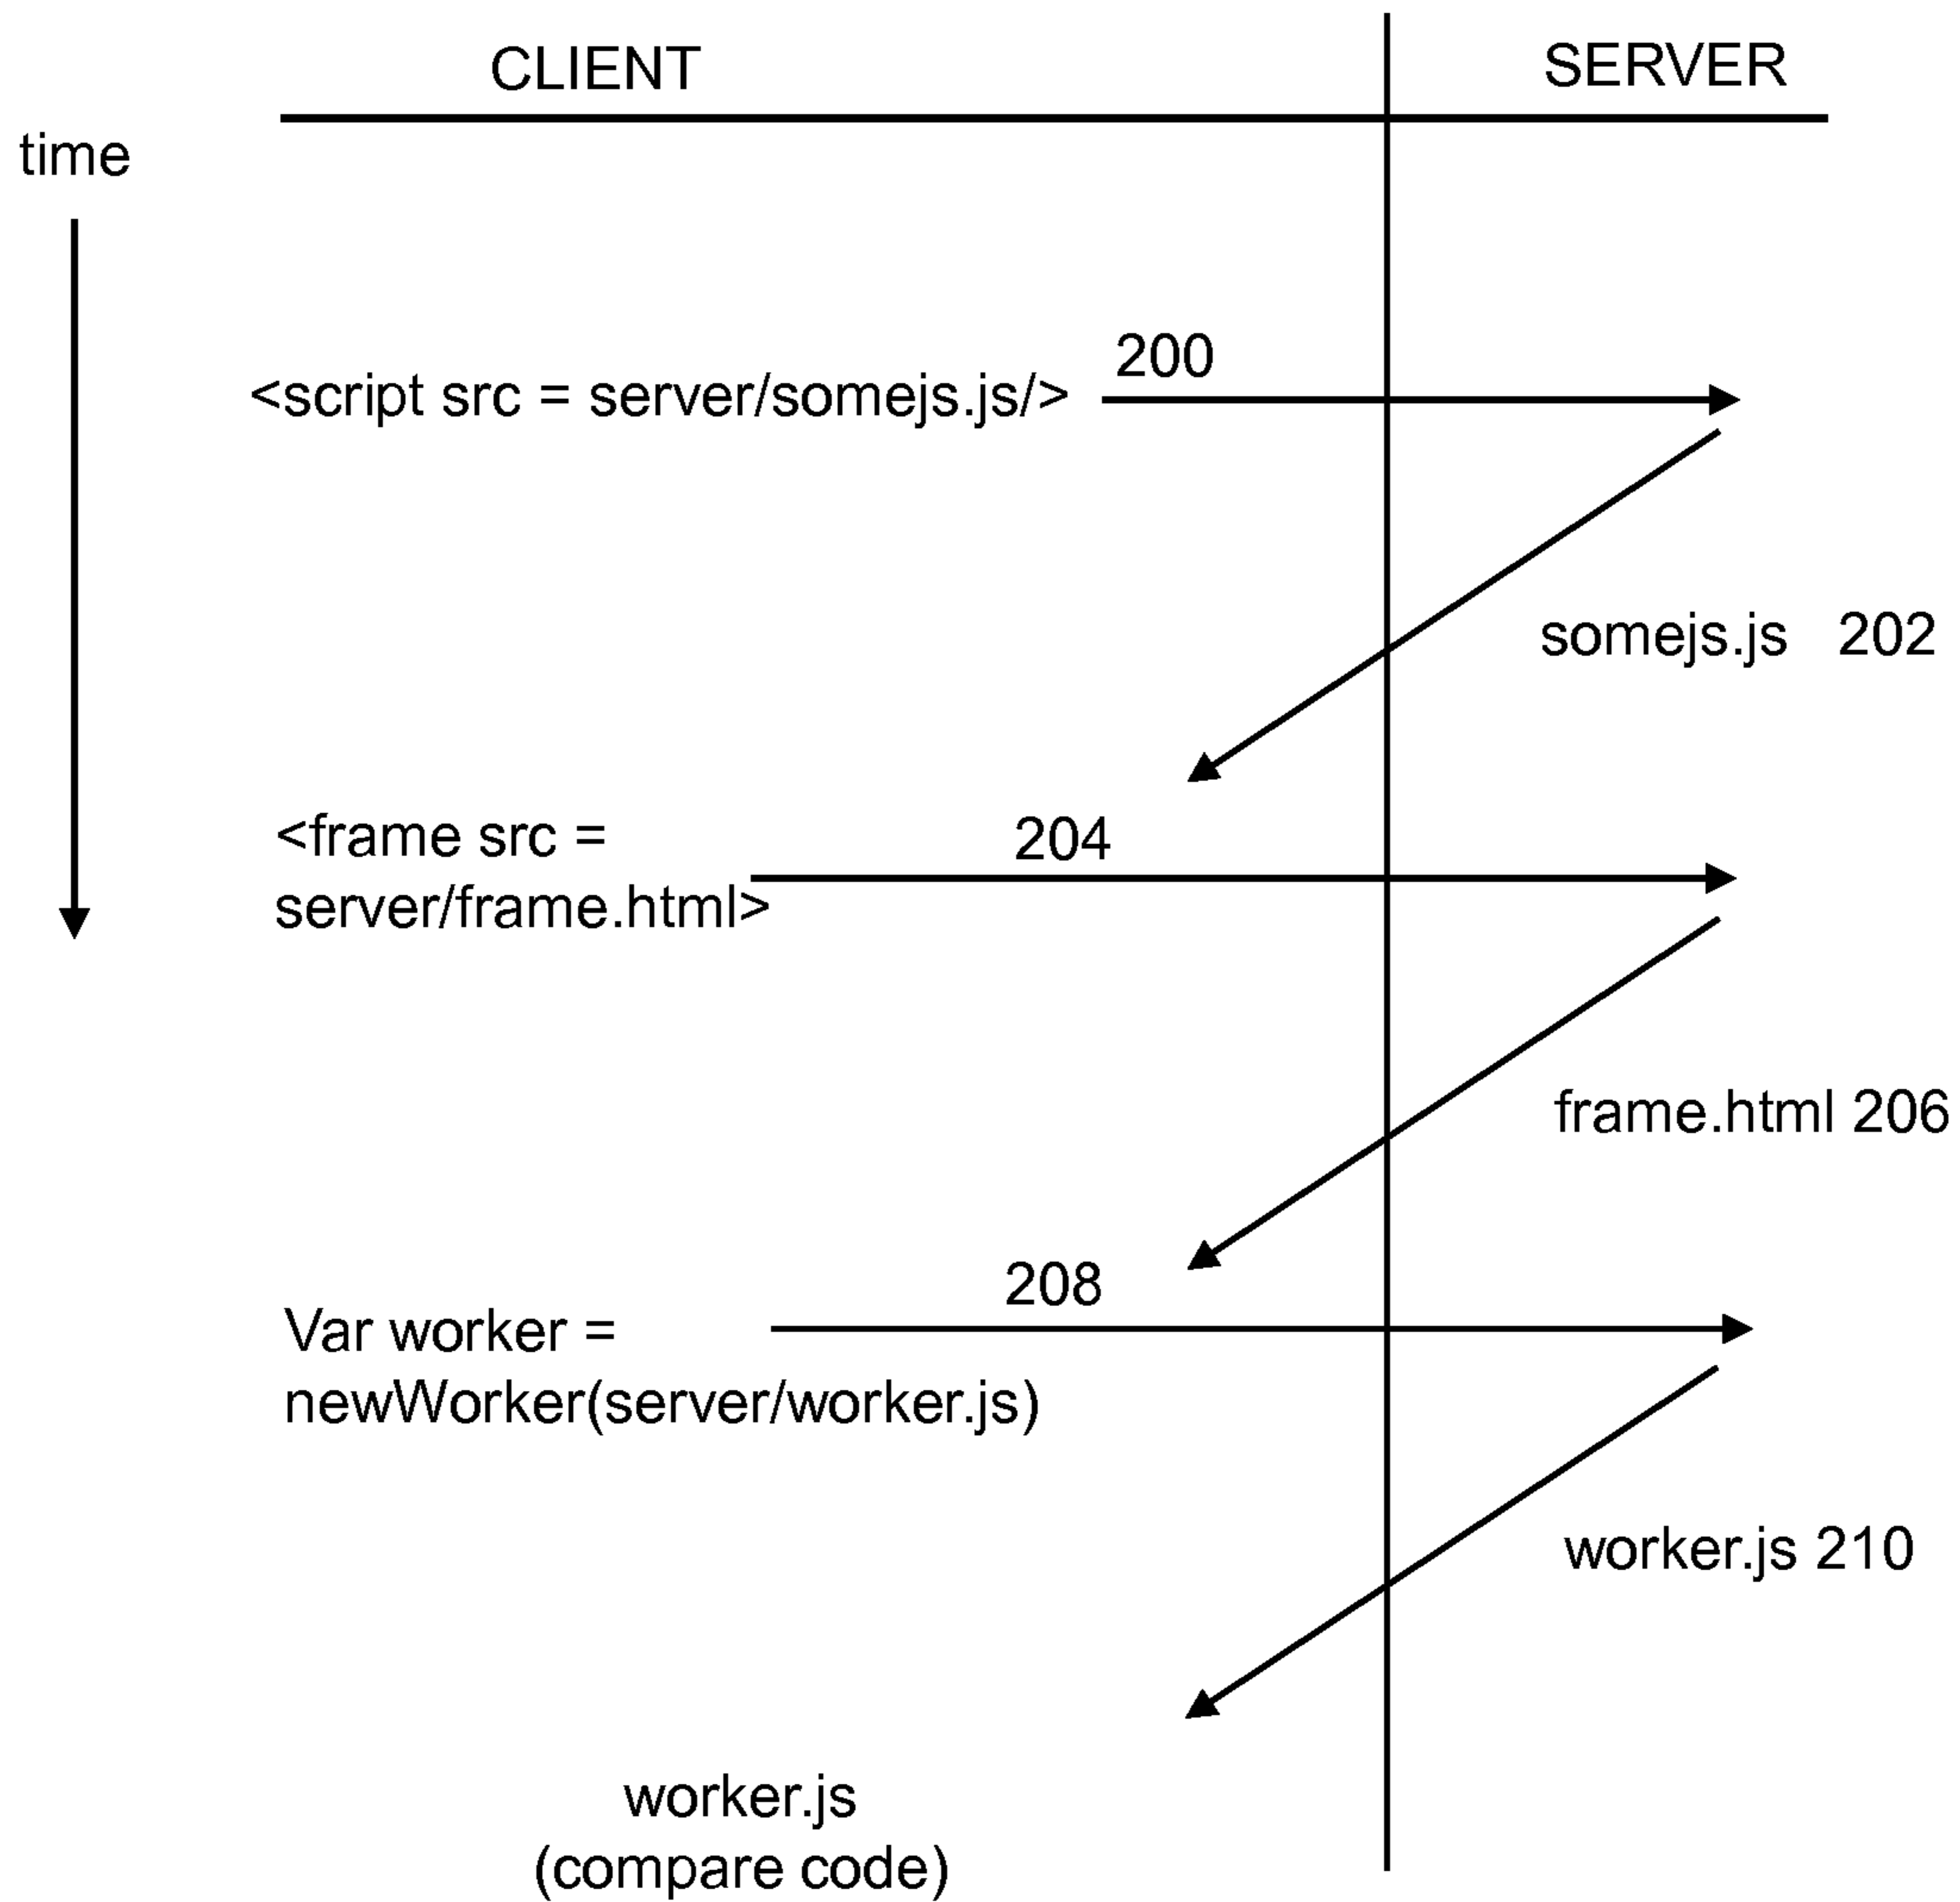 CLIENT
SERVER
time
200
<script src = server/somejs.js/>
somejs.js 202
<frame src =
204
server/frame.html>
frame.html 206
208
Var worker =
newWorker(server/worker.js)
worker.js 210
worker.js
(compare code)